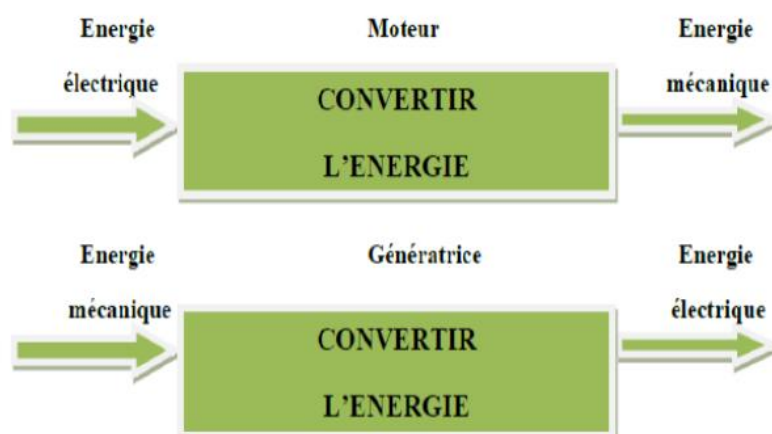 Energie Moteur Energie
électrique mécanique
CONVERTIR
L'ENERGIE
Energie Génératrice Energie
mécanique électrique
CONVERTIR
L'ENERGIE